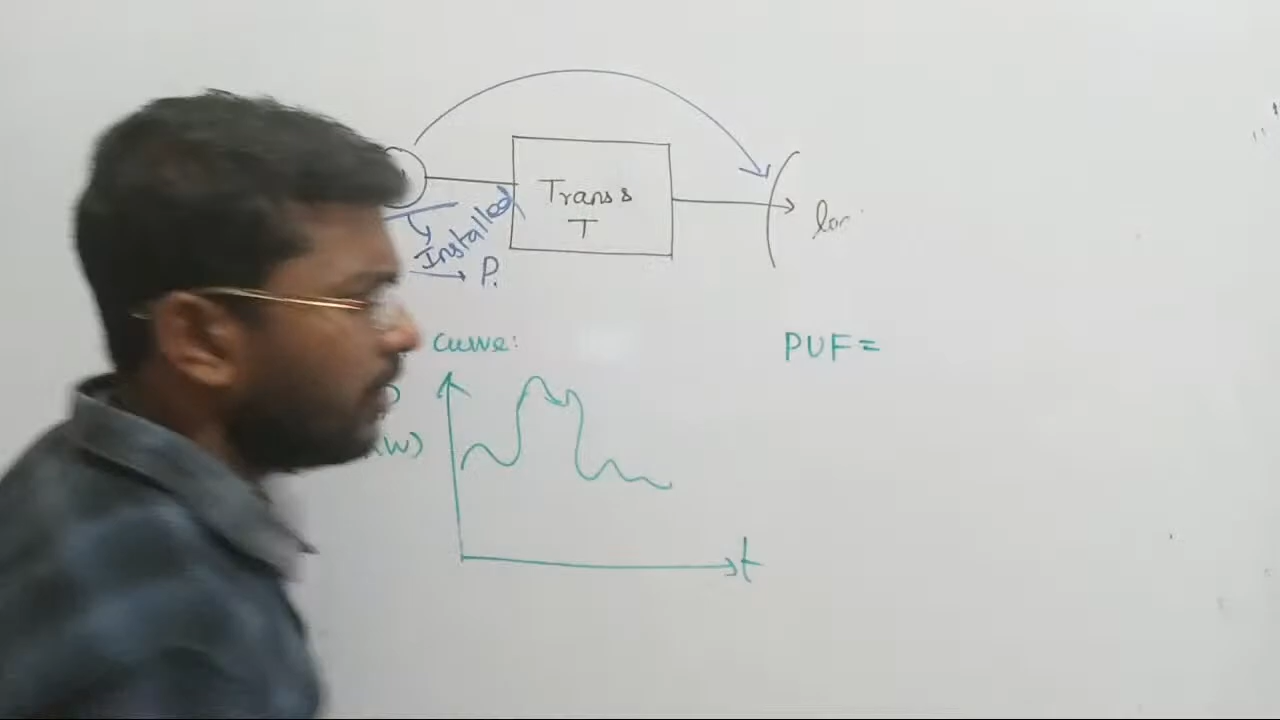 Trans s
T
Installed
P.
Curve:
PUF =
W)
t